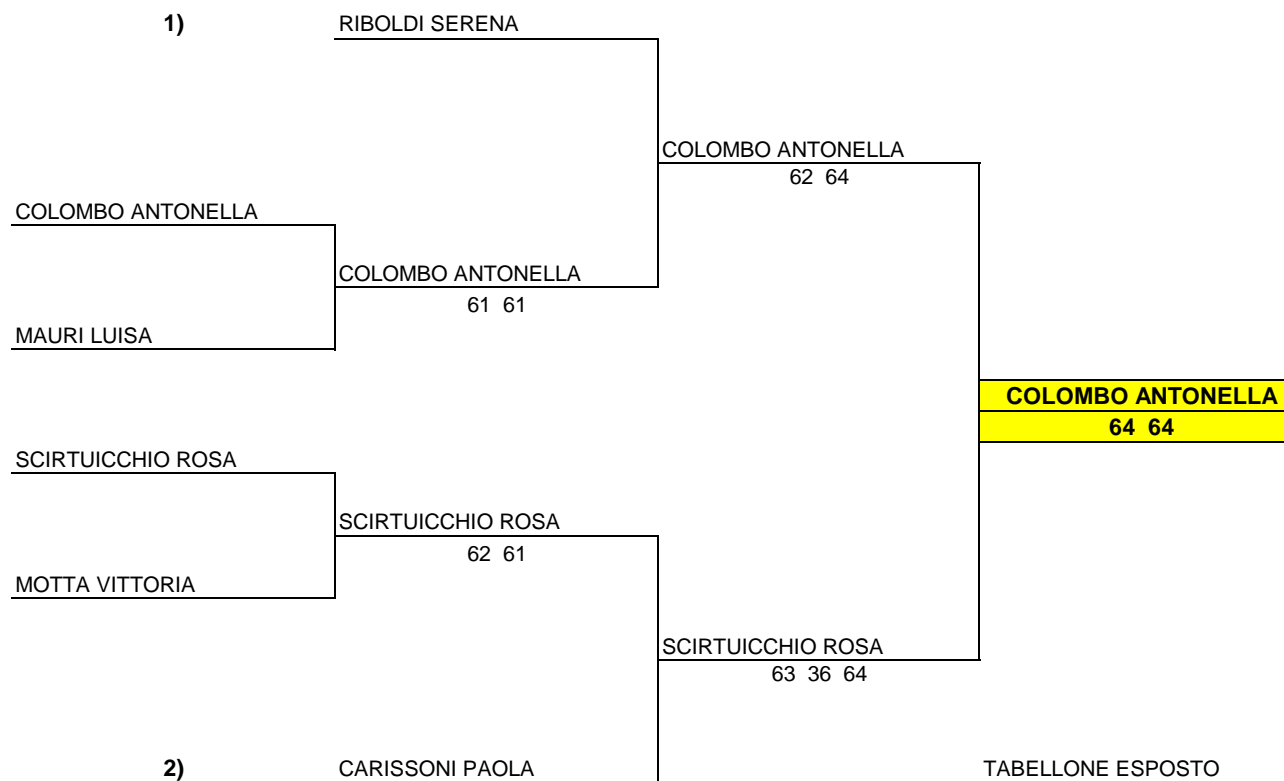 1) RIBOLDI SERENA
COLOMBO ANTONELLA
62 64
COLOMBO ANTONELLA
COLOMBO ANTONELLA
61 61
MAURI LUISA
COLOMBO ANTONELLA
64 64
SCIRTUICCHIO ROSA
SCIRTUICCHIO ROSA
62 61
MOTTA VITTORIA
SCIRTUICCHIO ROSA
63 36 64
2) CARISSONI PAOLA TABELLONE ESPOSTO